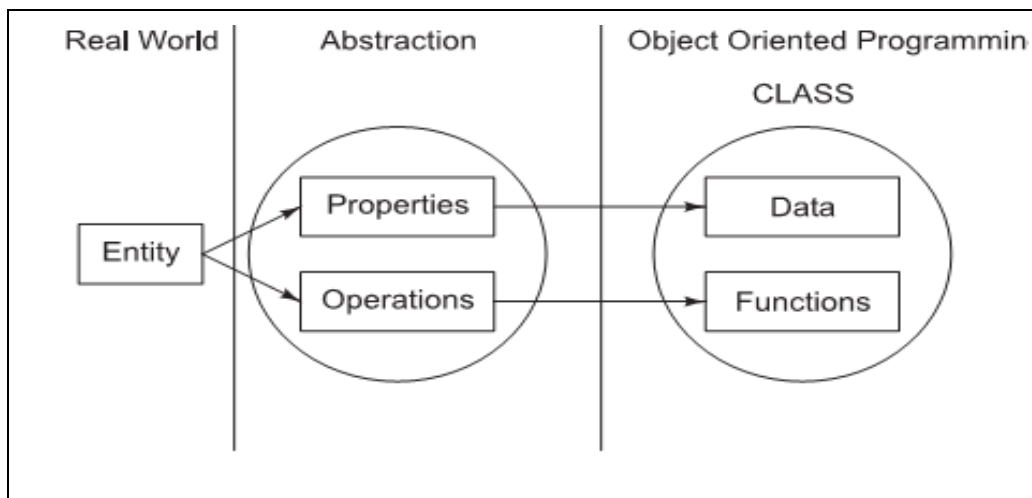 Real World
Abstraction
Object Oriented Programmin
CLASS
Properties
Data
Entity
Operations
Functions